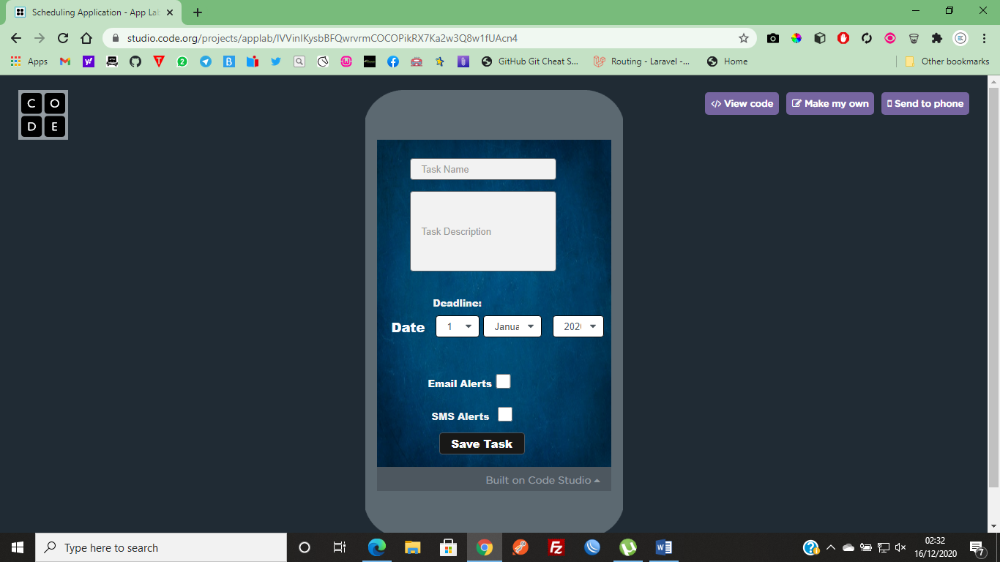 Scheduling Application - App Lab
studio.code.org/projects/applab/
Apps
GitHub Git Cheat S...
Routing - Laravel -...
Home
Other bookmarks
C O
D E
</> View code
Make my own
Send to phone
Task Name
Task Description
Deadline:
Date 1 Janua 202
Email Alerts
SMS Alerts
Save Task
Built on Code Studio
Type here to search
02:32
16/12/2020
7